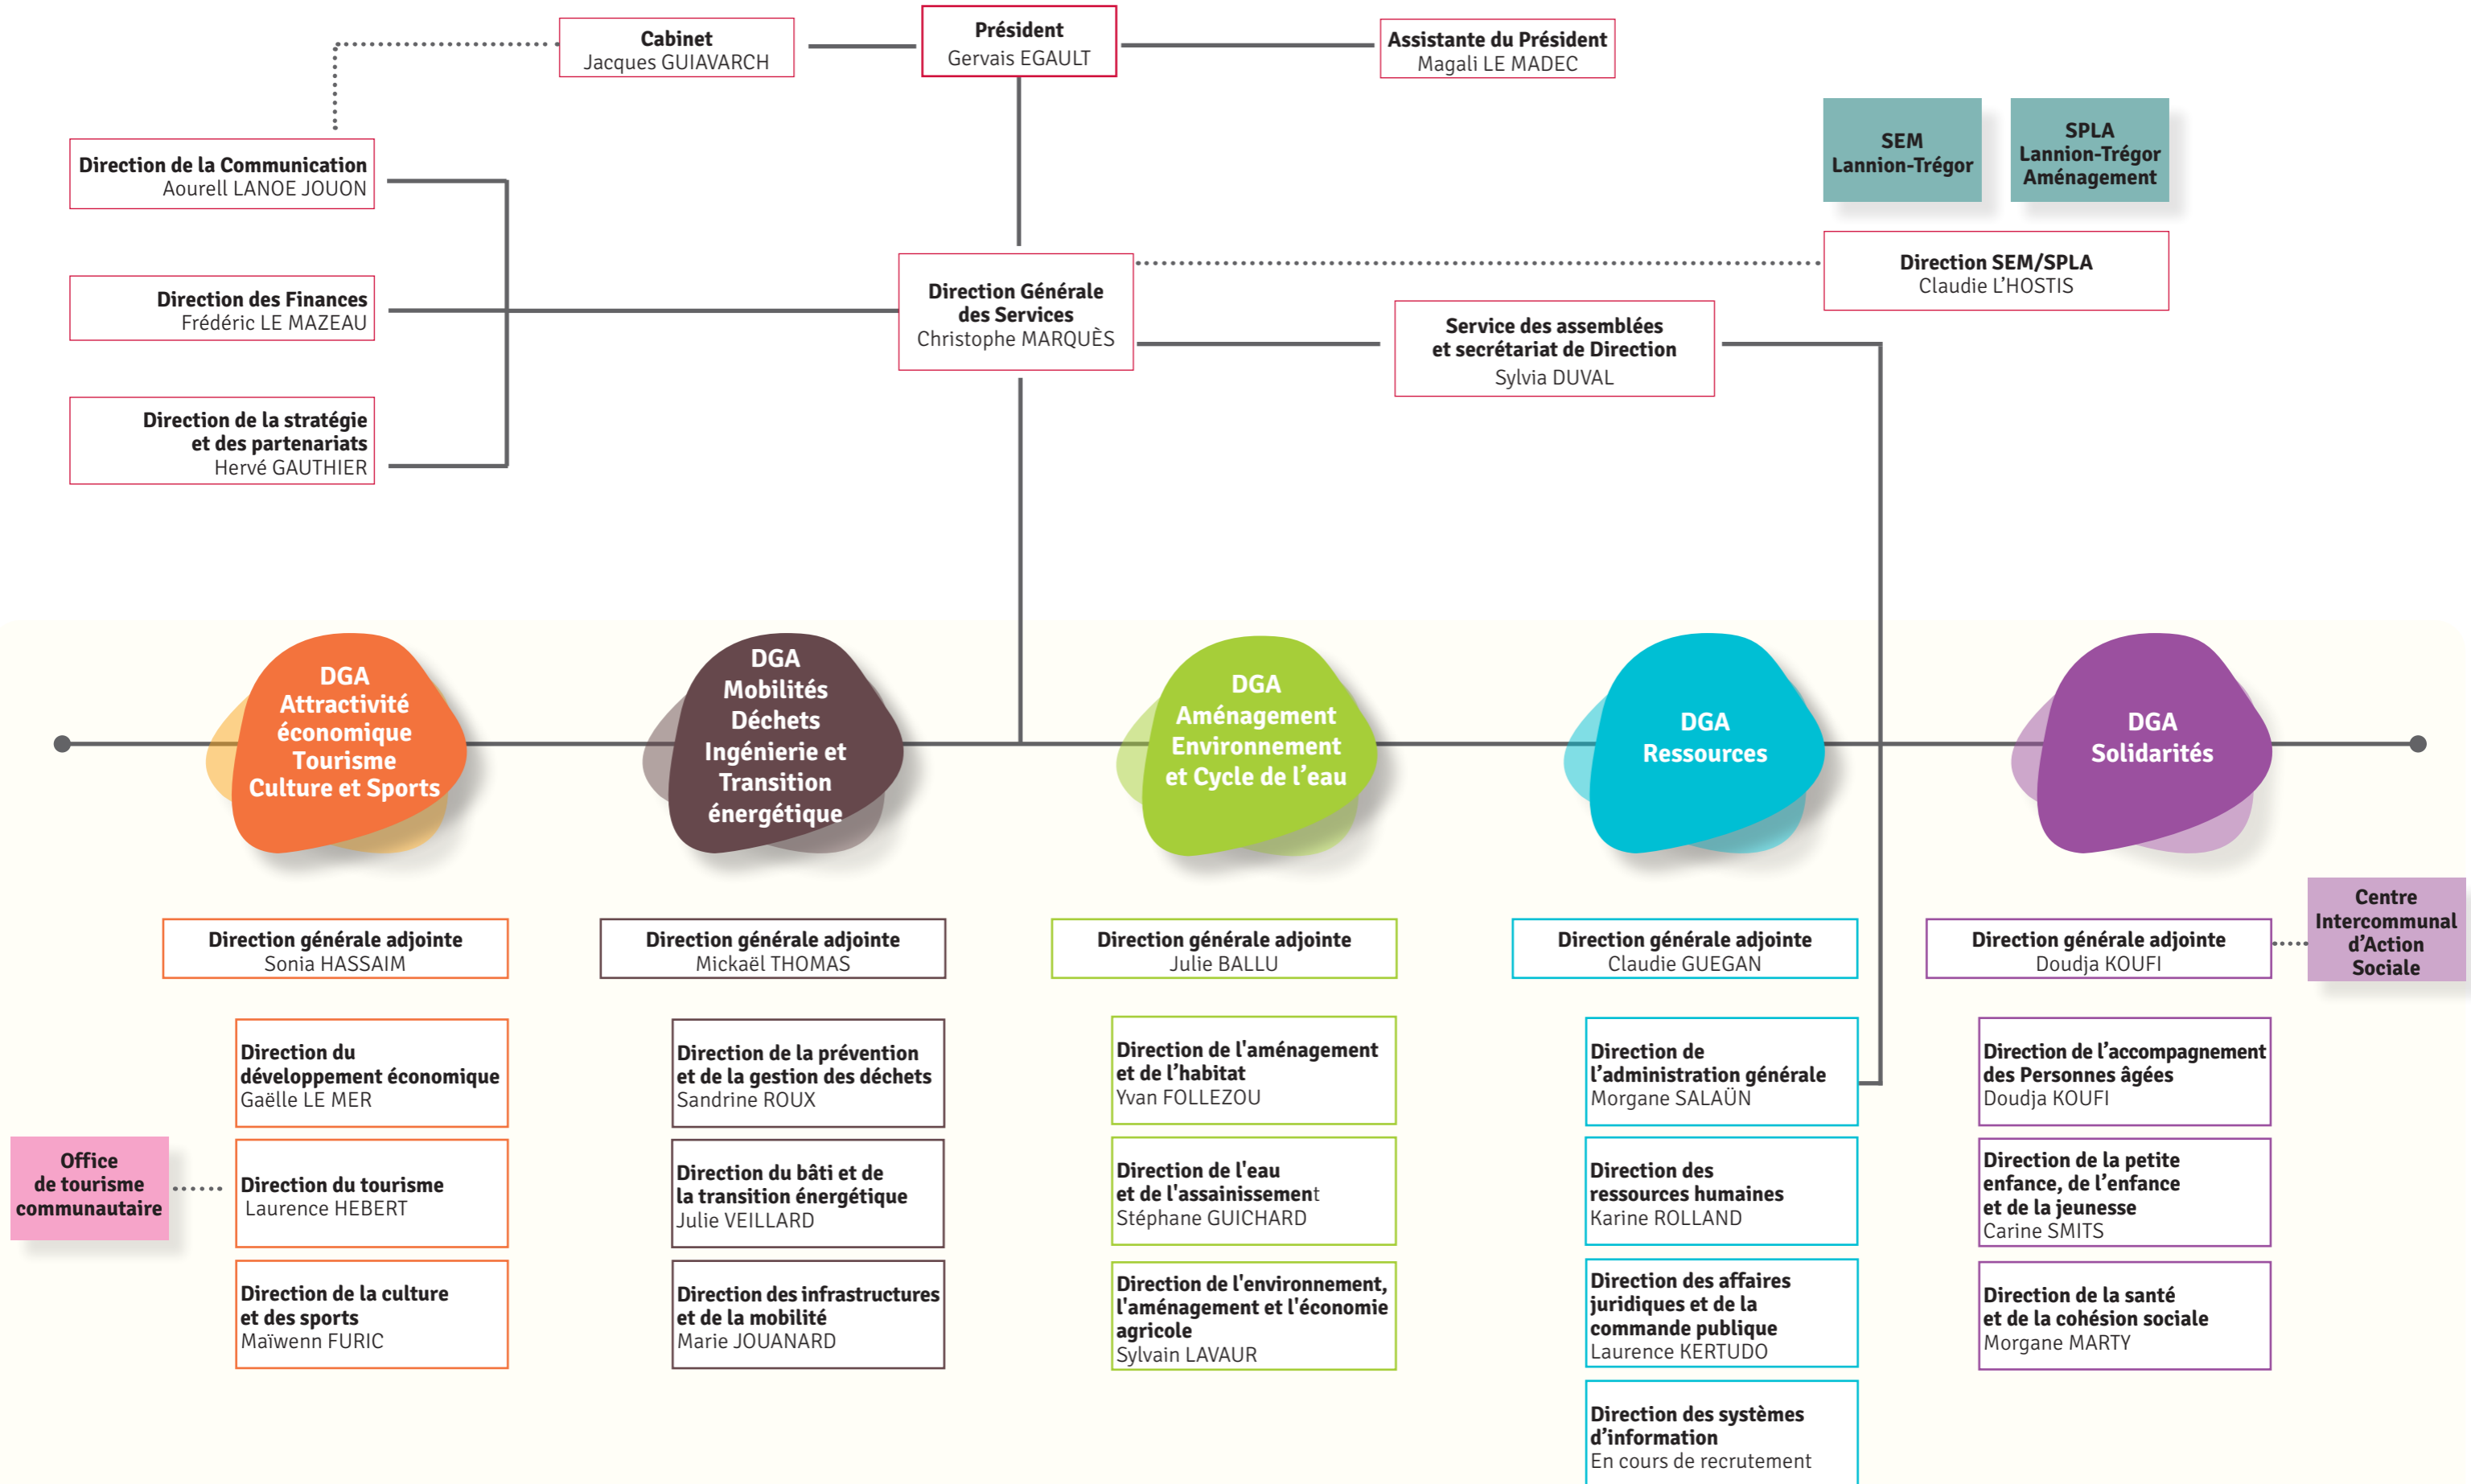 Cabinet
Jacques GUIAVARCH
Président
Gervais EGAULT
Assistante du Président
Magali LE MADEC
SEM
Lannion-Trégor
SPLA
Lannion-Trégor
Aménagement
Direction de la Communication
Aourell LANOE JOUON
Direction des Finances
Frédéric LE MAZEAU
Direction de la stratégie
et des partenariats
Hervé GAUTHIER
Direction Générale
des Services
Christophe MARQUÈS
Direction SEM/SPLA
Claudie L’HOSTIS
Service des assemblées
et secrétariat de Direction
Sylvia DUVAL
DGA
Attractivité
économique
Tourisme
Culture et Sports
DGA
Mobilités
Déchets
Ingénierie et
Transition
énergétique
DGA
Aménagement
Environnement
et Cycle de l’eau
DGA
Ressources
DGA
Solidarités
Direction générale adjointe
Sonia HASSAIM
Direction du
développement économique
Gaëlle LE MER
Office
de tourisme
communautaire
Direction du tourisme
Laurence HEBERT
Direction de la culture
et des sports
Maïwenn FURIC
Direction générale adjointe
Mickaël THOMAS
Direction de la prévention
et de la gestion des déchets
Sandrine ROUX
Direction du bâti et de
la transition énergétique
Julie VEILLARD
Direction des infrastructures
et de la mobilité
Marie JOUANARD
Direction générale adjointe
Julie BALLU
Direction de l'aménagement
et de l’habitat
Yvan FOLLEZOU
Direction de l'eau
et de l'assainissement
Stéphane GUICHARD
Direction de l'environnement,
l'aménagement et l'économie
agricole
Sylvain LAVAUR
Direction générale adjointe
Claudie GUEGAN
Direction de
l’administration générale
Morgane SALAÜN
Direction des
ressources humaines
Karine ROLLAND
Direction des affaires
juridiques et de la
commande publique
Laurence KERTUDO
Direction des systèmes
d’information
En cours de recrutement
Direction générale adjointe
Doudja KOUFI
Centre
Intercommunal
d’Action
Sociale
Direction de l’accompagnement
des Personnes âgées
Doudja KOUFI
Direction de la petite
enfance, de l’enfance
et de la jeunesse
Carine SMITS
Direction de la santé
et de la cohésion sociale
Morgane MARTY